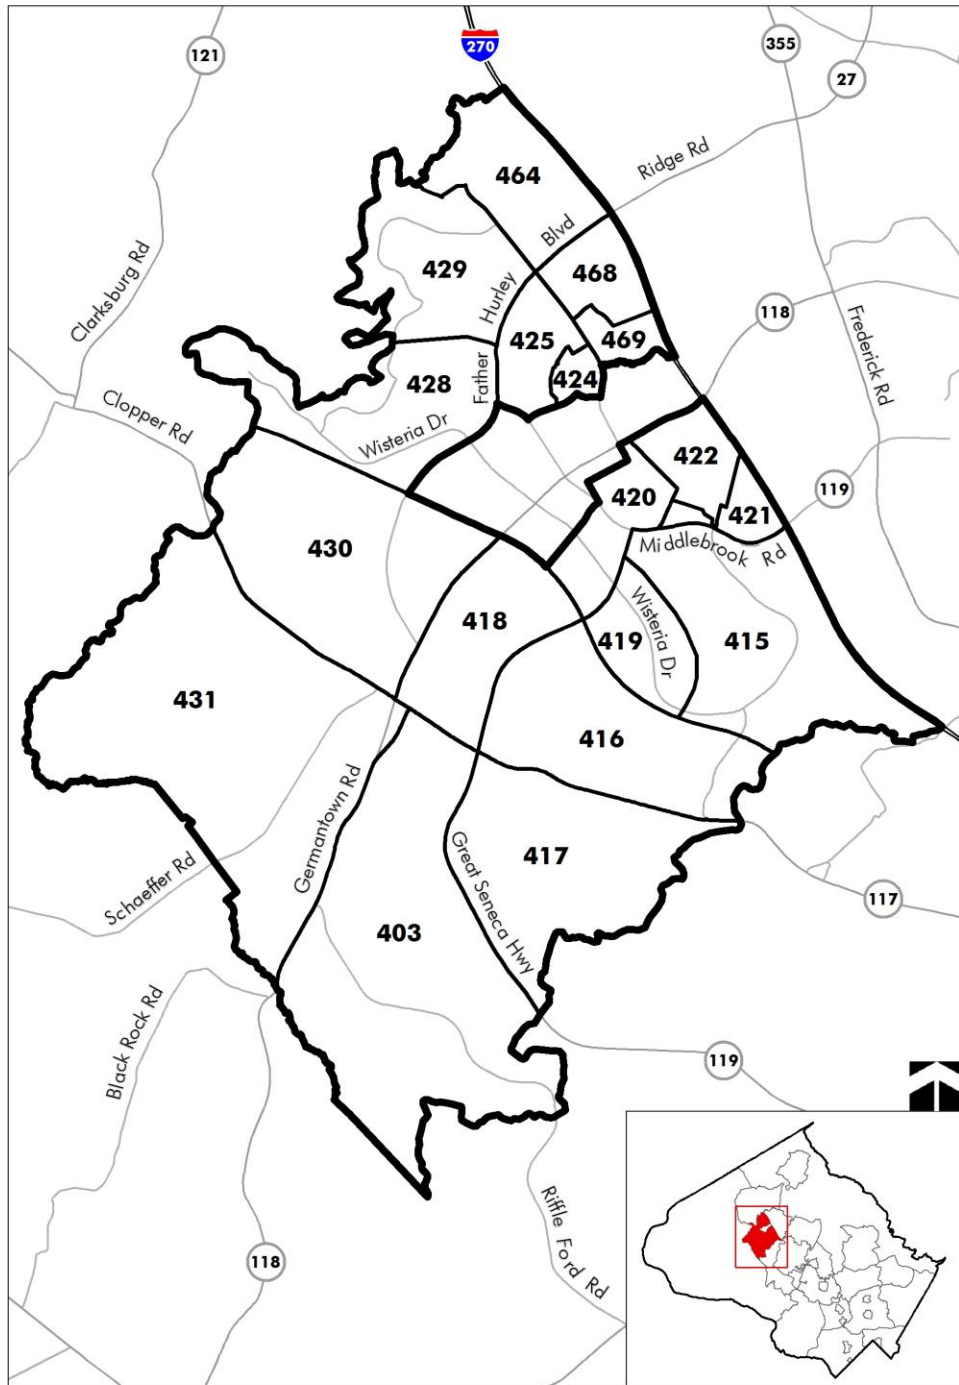 121
270
355
27
Ridge Rd
464
Blvd
Clarksburg Rd
429
Hurley
468
118
Frederick Rd
425
469
Father
424
428
Clopper Rd
Wisteria Dr
422
420
119
421
Middlebrook Rd
430
418
Wisteria Dr
419
415
431
416
Germantown Rd
Great Seneca Hwy
417
Schaeffer Rd
117
403
Black Rock Rd
119
Riffle Ford Rd
118